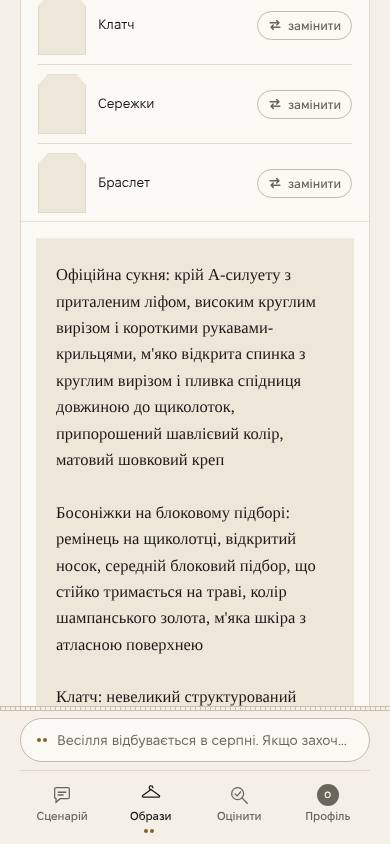 Клатч
замінити
Сережки
замінити
Браслет
замінити
Офіційна сукня: крій А-силуету з
приталеним ліфом, високим круглим
вирізом і короткими рукавами-
крильцями, м'яко відкрита спинка з
круглим вирізом і пливка спідниця
довжиною до щиколоток,
припорошений шавлієвий колір,
матовий шовковий креп
Босоніжки на блоковому підборі:
ремінець на щиколотці, відкритий
носок, середній блоковий підбор, що
стійко тримається на траві, колір
шампанського золота, м'яка шкіра з
атласною поверхнею
Клатч: невеликий структурований
Весілля відбувається в серпні. Якщо захоч...
Сценарій
Образи
Оцінити
О
Профіль